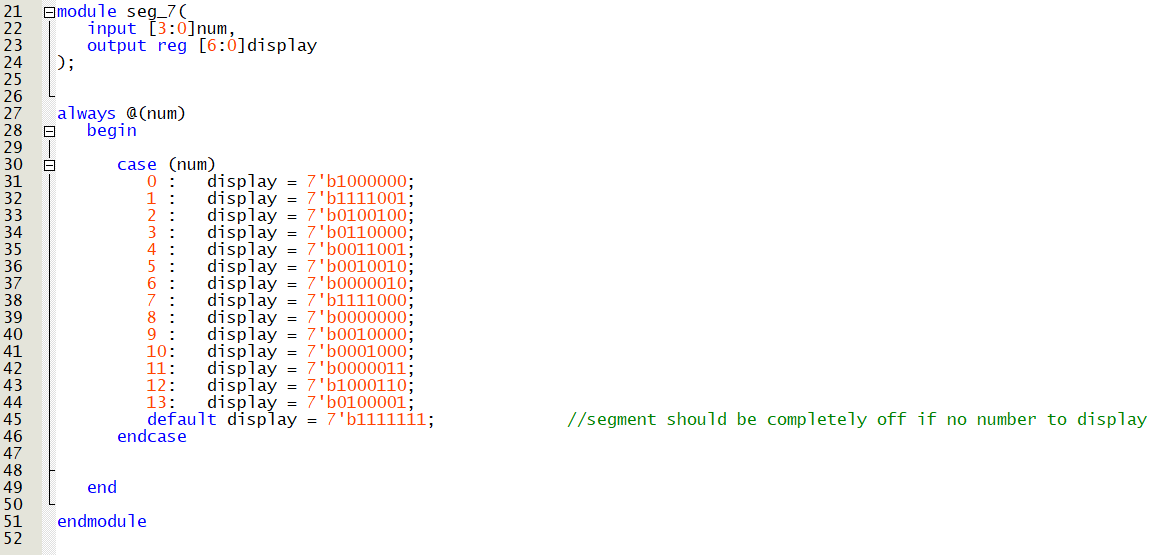 21 module seg_7(
22 input [3:0]num,
23 output reg [6:0]display
24 );
25
26
27 always @(num)
28 begin
29
30 case (num)
31 0 : display = 7'b1000000;
32 1 : display = 7'b1111001;
33 2 : display = 7'b0100100;
34 3 : display = 7'b0110000;
35 4 : display = 7'b0011001;
36 5 : display = 7'b0010010;
37 6 : display = 7'b0000010;
38 7 : display = 7'b1111000;
39 8 : display = 7'b0000000;
40 9 : display = 7'b0010000;
41 10: display = 7'b0001000;
42 11: display = 7'b0000011;
43 12: display = 7'b1000110;
44 13: display = 7'b0100001;
45 default display = 7'b1111111; //segment should be completely off if no number to display
46 endcase
47
48
49 end
50
51 endmodule
52